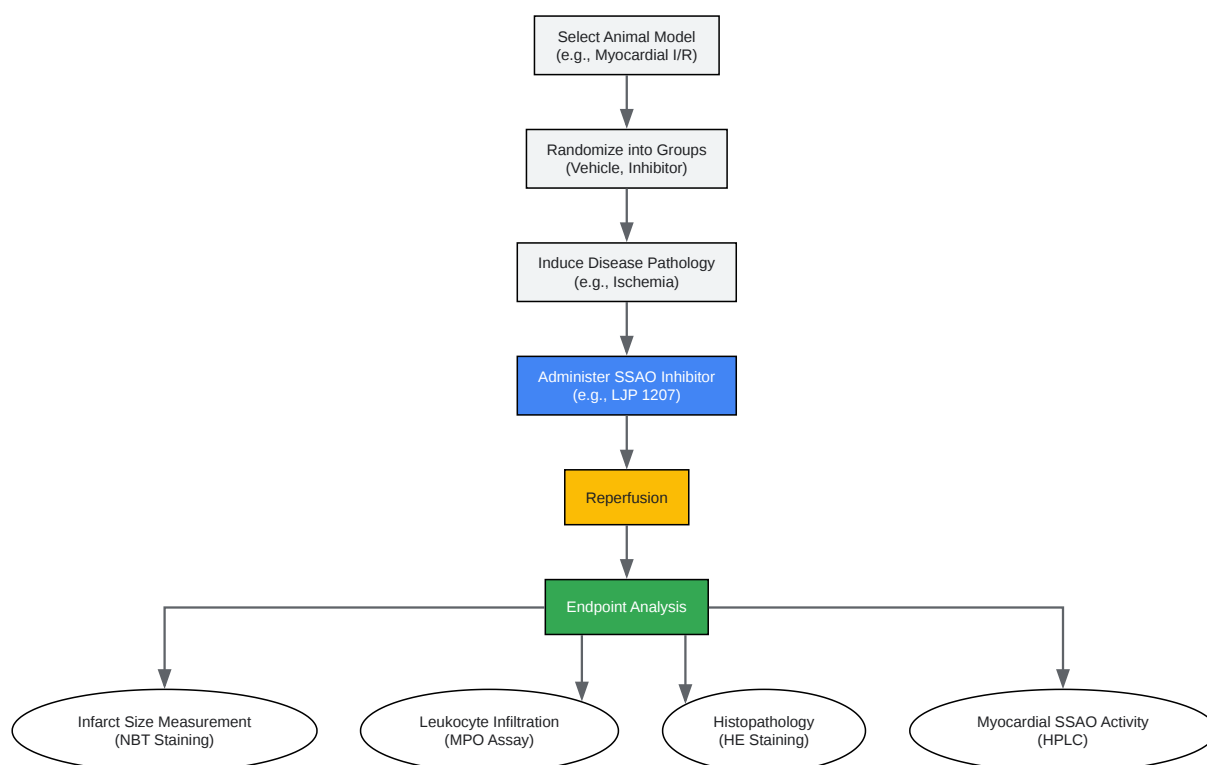 Select Animal Model
(e.g., Myocardial I/R)
Randomize into Groups
(Vehicle, Inhibitor)
Induce Disease Pathology
(e.g., Ischemia)
Administer SSAO Inhibitor
(e.g., LJP 1207)
Reperfusion
Endpoint Analysis
Infarct Size Measurement
(NBT Staining)
Leukocyte Infiltration
(MPO Assay)
Histopathology
(HE Staining)
Myocardial SSAO Activity
(HPLC)